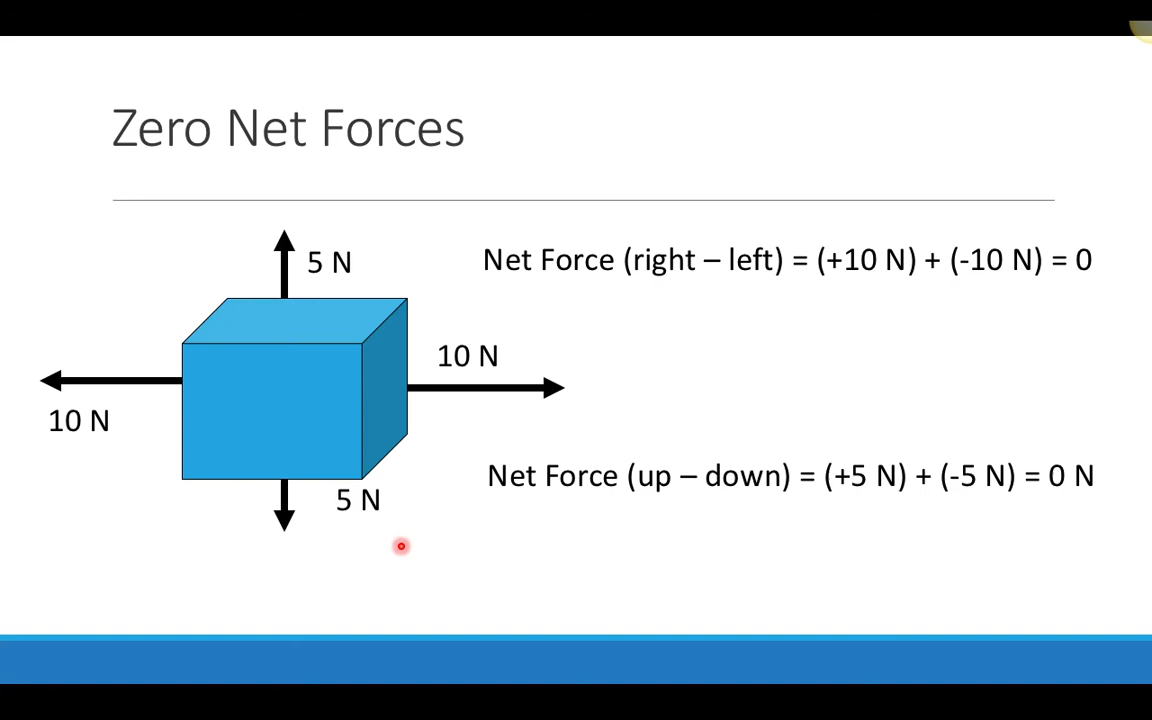 Zero Net Forces
5 N
Net Force (right – left) = (+10 N) + (-10 N) = 0
10 N
10 N
Net Force (up – down) = (+5 N) + (-5 N) = 0 N
5 N